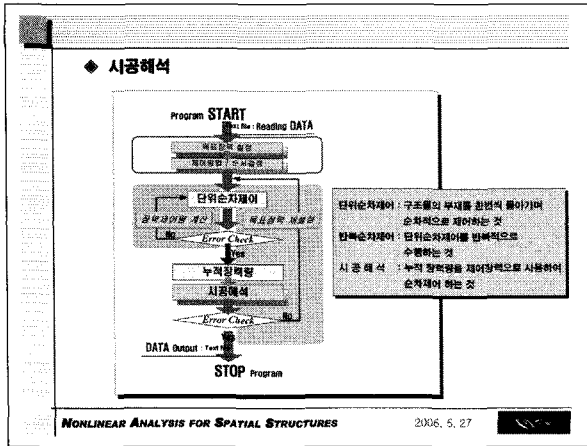 ◆ 시공해석
Program START
Text file : Reading DATA
목표장력 설정
제어방법 / 순서결정
단위순차제어
장력제어량 계산
목표장력 재설정
No
Error Check
Yes
누적장력량
시공해석
Error Check
No
Yes
DATA Output : Text file
STOP Program
단위순차제어 : 구조물의 부재를 한번씩 돌아가며
순차적으로 제어하는 것
반복순차제어 : 단위순차제어를 반복적으로
수행하는 것
시 공 해 석 : 누적 장력량을 제어장력으로 사용하여
순차제어 하는 것
NONLINEAR ANALYSIS FOR SPATIAL STRUCTURES
2006. 5. 27